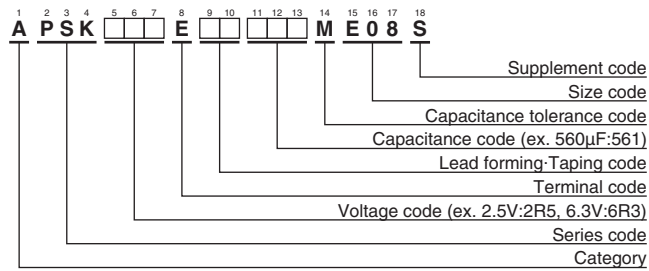 1 2 3 4 5 6 7 8 9 10 11 12 13 14 15 16 17 18
A PSK E M E08 S
Supplement code
Size code
Capacitance tolerance code
Capacitance code (ex. 560μF:561)
Lead forming·Taping code
Terminal code
Voltage code (ex. 2.5V:2R5, 6.3V:6R3)
Series code
Category